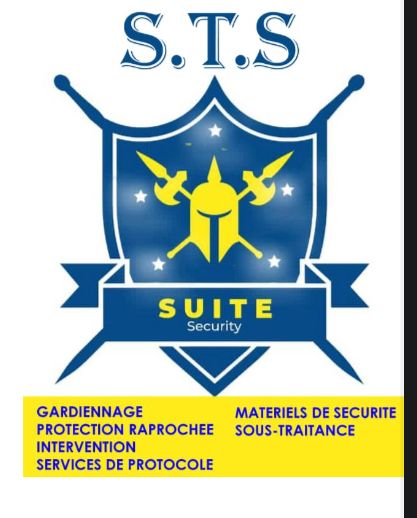 S.T.S
SUITE
Security
GARDIENNAGE
PROTECTION RAPROCHEE
INTERVENTION
SERVICES DE PROTOCOLE
MATERIELS DE SECURITE
SOUS-TRAITANCE